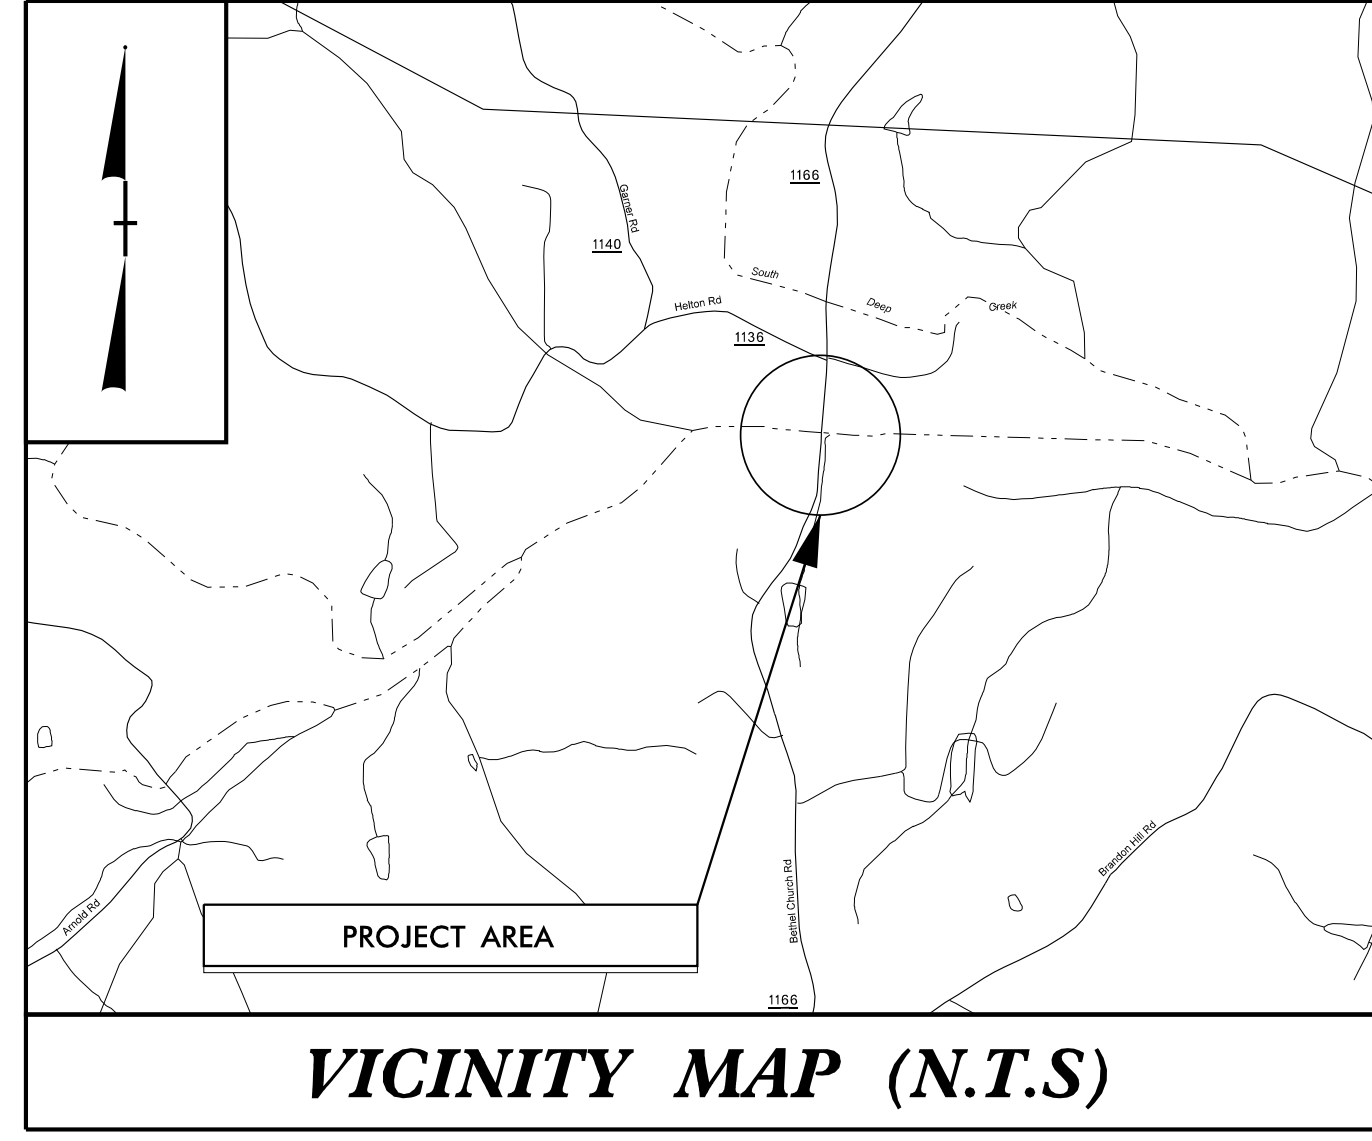 1166
Garner Rd
1140
South
Deep
Creek
Helton Rd
1136
Brandon Hill Rd
Bethel Church Rd
Arnold Rd
PROJECT AREA
1166
VICINITY MAP (N.T.S)